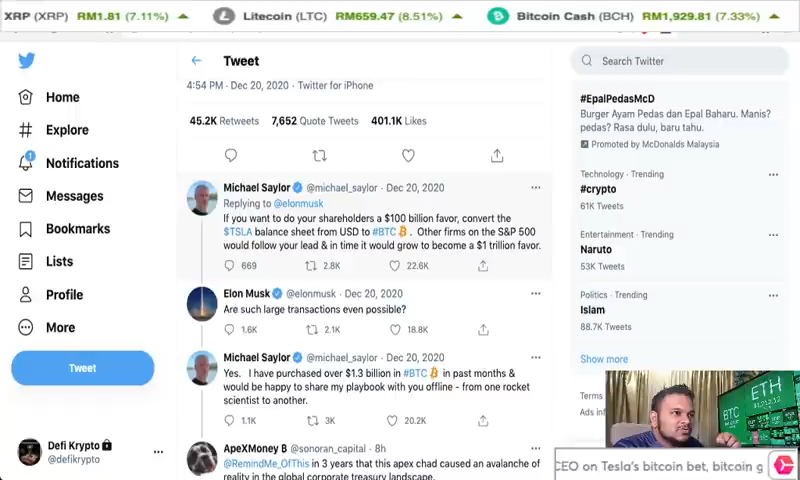 XRP (XRP) RM1.81 (7.11%) Litecoin (LTC) RM659.47 (8.51%) Bitcoin Cash (BCH) RM1,929.81 (7.33%)
Tweet
4:54 PM · Dec 20, 2020 · Twitter for iPhone
45.2K Retweets 7,652 Quote Tweets 401.1K Likes
Michael Saylor @michael_saylor · Dec 20, 2020
Replying to @elonmusk
If you want to do your shareholders a $100 billion favor, convert the
$TSLA balance sheet from USD to #BTC. Other firms on the S&P 500
would follow your lead & in time it would grow to become a $1 trillion favor.
669 2.8K 22.6K
Elon Musk @elonmusk · Dec 20, 2020
Are such large transactions even possible?
1.6K 2.1K 18.8K
Michael Saylor @michael_saylor · Dec 20, 2020
Yes. I have purchased over $1.3 billion in #BTC in past months &
would be happy to share my playbook with you offline - from one rocket
scientist to another.
1.1K 3K 20.2K
ApeXMoney ₿ @sonoran_capital · 8h
@RemindMe_OfThis in 3 years that this apex chad caused an avalanche of
reality in the global corporate treasury landscape.
Home
Explore
1
Notifications
Messages
Bookmarks
Lists
Profile
More
Tweet
Defi Krypto
@defikrypto
Search Twitter
#EpalPedasMcD
Burger Ayam Pedas dan Epal Baharu. Manis?
pedas? Rasa dulu, baru tahu.
Promoted by McDonalds Malaysia
Technology · Trending
#crypto
61K Tweets
Entertainment · Trending
Naruto
53K Tweets
Politics · Trending
Islam
88.7K Tweets
Show more
Terms
Ads
BTC
ETH
CEO on Tesla's bitcoin bet, bitcoin g